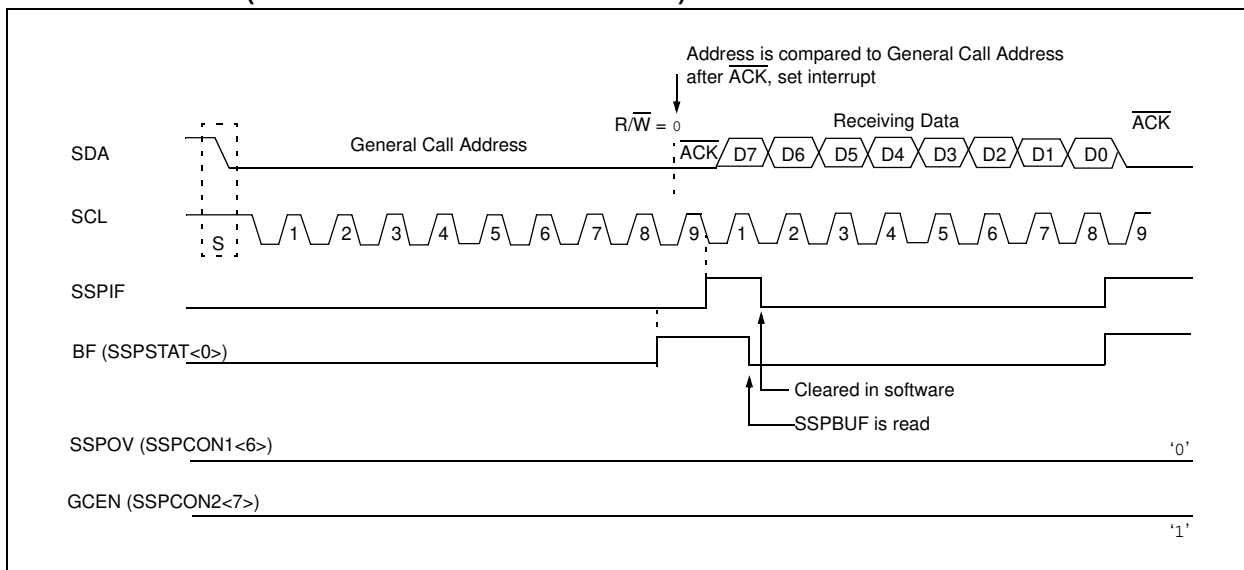 Address is compared to General Call Address
after ACK, set interrupt
R/W = 0
Receiving Data
ACK
SDA
General Call Address
ACK D7 D6 D5 D4 D3 D2 D1 D0
SCL
S
1 2 3 4 5 6 7 8 9 1 2 3 4 5 6 7 8 9
SSPIF
BF (SSPSTAT<0>)
Cleared in software
SSPBUF is read
SSPOV (SSPCON1<6>)
‘0’
GCEN (SSPCON2<7>)
‘1’